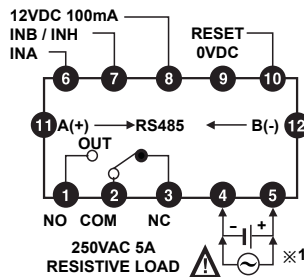 12VDC 100mA
INB / INH
INA
RESET
0VDC
6 7 8 9 10
11 A(+) RS485 B(-) 12
OUT
1 2 3 4 5
- +
NO COM NC
250VAC 5A
RESISTIVE LOAD
※1